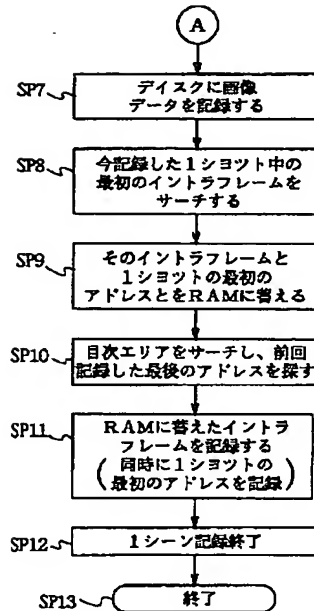 A
SP7
ディスクに画像
データを記録する
SP8
今記録した1ショツト中の
最初のイントラフレームを
サーチする
SP9
そのイントラフレームと
1ショツトの最初の
アドレスとをRAMに答える
SP10
目次エリアをサーチし、前回
記録した最後のアドレスを探す
SP11
RAMに答えたイントラ
フレームを記録する
(同時に1ショツトの
最初のアドレスを記録)
SP12
1シーン記録終了
SP13
終了